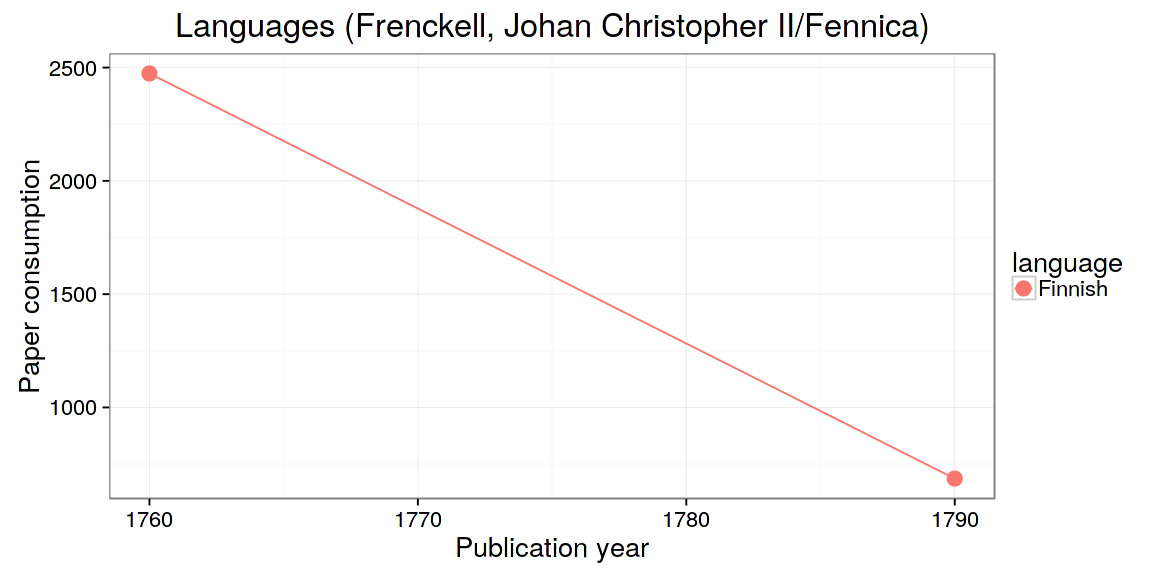 Languages (Frenckell, Johan Christopher II/Fennica)
Paper consumption
2500
2000
1500
1000
1760 1770 1780 1790
Publication year
language
Finnish